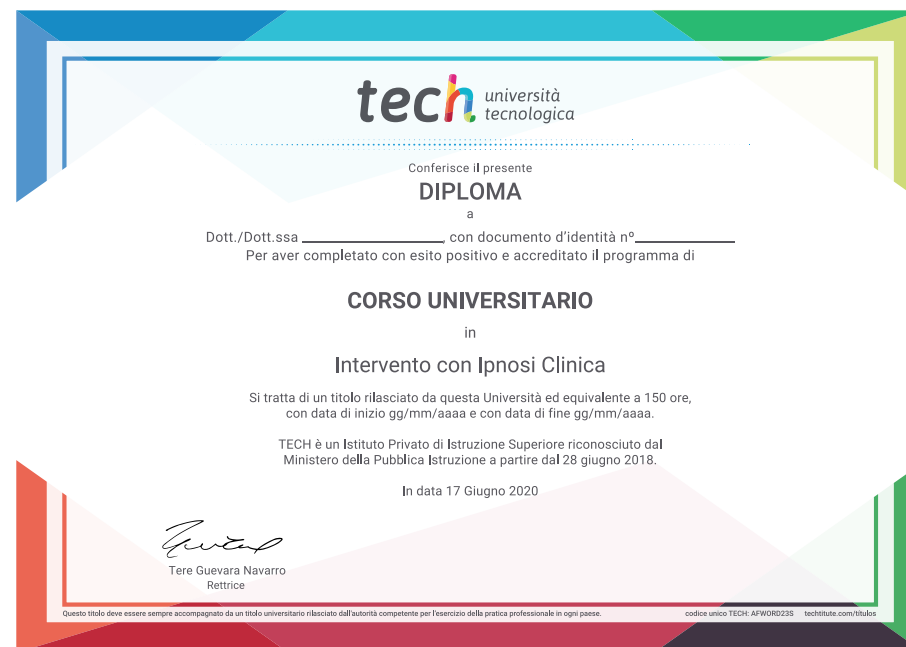 tech università
tecnologica
Conferisce il presente
DIPLOMA
a
Dott./Dott.ssa ________________, con documento d'identità nº____________
Per aver completato con esito positivo e accreditato il programma di
CORSO UNIVERSITARIO
in
Intervento con Ipnosi Clinica
Si tratta di un titolo rilasciato da questa Università ed equivalente a 150 ore,
con data di inizio gg/mm/aaaa e con data di fine gg/mm/aaaa.
TECH è un Istituto Privato di Istruzione Superiore riconosciuto dal
Ministero della Pubblica Istruzione a partire dal 28 giugno 2018.
In data 17 Giugno 2020
Tere Guevara Navarro
Rettrice
Questo titolo deve essere sempre accompagnato da un titolo universitario rilasciato dall'autorità competente per l'esercizio della pratica professionale in ogni paese. codice unico TECH: AFWORD23S techtitute.com/títulos